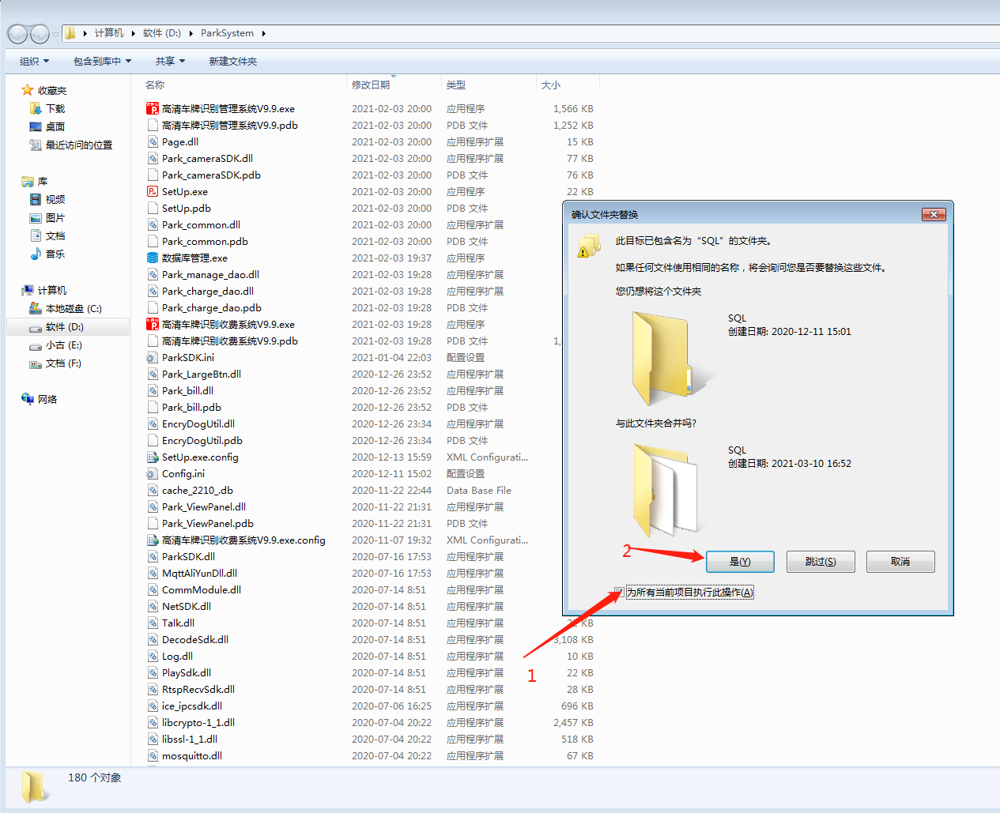 计算机 软件 (D:) ParkSystem
组织 包含到库中 共享 新建文件夹
收藏夹
下载
桌面
最近访问的位置
库
视频
图片
文档
音乐
计算机
本地磁盘 (C:)
软件 (D:)
小古 (E:)
文档 (F:)
网络
名称 修改日期 类型 大小
高清车牌识别管理系统V9.9.exe 2021-02-03 20:00 应用程序 1,566 KB
高清车牌识别管理系统V9.9.pdb 2021-02-03 20:00 PDB 文件 1,252 KB
Page.dll 2021-02-03 20:00 应用程序扩展 15 KB
Park_cameraSDK.dll 2021-02-03 20:00 应用程序扩展 77 KB
Park_cameraSDK.pdb 2021-02-03 20:00 PDB 文件 76 KB
SetUp.exe 2021-02-03 20:00 应用程序 22 KB
SetUp.pdb 2021-02-03 20:00 PDB 文件
Park_common.dll 2021-02-03 20:00 应用程序扩展
Park_common.pdb 2021-02-03 20:00 PDB 文件
数据库管理.exe 2021-02-03 19:37 应用程序
Park_manage_dao.dll 2021-02-03 19:28 应用程序扩展
Park_charge_dao.dll 2021-02-03 19:28 应用程序扩展
Park_charge_dao.pdb 2021-02-03 19:28 PDB 文件
高清车牌识别收费系统V9.9.exe 2021-02-03 19:28 应用程序
高清车牌识别收费系统V9.9.pdb 2021-02-03 19:28 PDB 文件 1,
ParkSDK.ini 2021-01-04 22:03 配置设置
Park_LargeBtn.dll 2020-12-26 23:52 应用程序扩展
Park_bill.dll 2020-12-26 23:52 应用程序扩展
Park_bill.pdb 2020-12-26 23:52 PDB 文件
EncryDogUtil.dll 2020-12-26 23:34 应用程序扩展
EncryDogUtil.pdb 2020-12-26 23:34 PDB 文件
SetUp.exe.config 2020-12-13 15:59 XML Configurati...
Config.ini 2020-12-11 15:02 配置设置
cache_2210_.db 2020-11-22 22:44 Data Base File
Park_ViewPanel.dll 2020-11-22 21:31 应用程序扩展
Park_ViewPanel.pdb 2020-11-22 21:31 PDB 文件
高清车牌识别收费系统V9.9.exe.config 2020-11-07 19:32 XML Configurati...
ParkSDK.dll 2020-07-16 17:53 应用程序扩展
MqttAliYunDll.dll 2020-07-16 17:53 应用程序扩展
CommModule.dll 2020-07-14 8:51 应用程序扩展
NetSDK.dll 2020-07-14 8:51 应用程序扩展
Talk.dll 2020-07-14 8:51 应用程序扩展 KB
DecodeSdk.dll 2020-07-14 8:51 应用程序扩展 3,108 KB
Log.dll 2020-07-14 8:51 应用程序扩展 10 KB
PlaySdk.dll 2020-07-14 8:51 应用程序扩展 22 KB
RtspRecvSdk.dll 2020-07-14 8:51 应用程序扩展 28 KB
ice_ipcsdk.dll 2020-07-06 16:25 应用程序扩展 696 KB
libcrypto-1_1.dll 2020-07-04 20:22 应用程序扩展 2,457 KB
libssl-1_1.dll 2020-07-04 20:22 应用程序扩展 518 KB
mosquitto.dll 2020-07-04 20:22 应用程序扩展 67 KB
确认文件夹替换
此目标已包含名为“SQL”的文件夹。
如果任何文件使用相同的名称，将会询问您是否要替换这些文件。
您仍想将这个文件夹
SQL
创建日期: 2020-12-11 15:01
与此文件夹合并吗?
SQL
创建日期: 2021-03-10 16:52
2
是(Y) 跳过(S) 取消
为所有当前项目执行此操作(A)
1
180 个对象